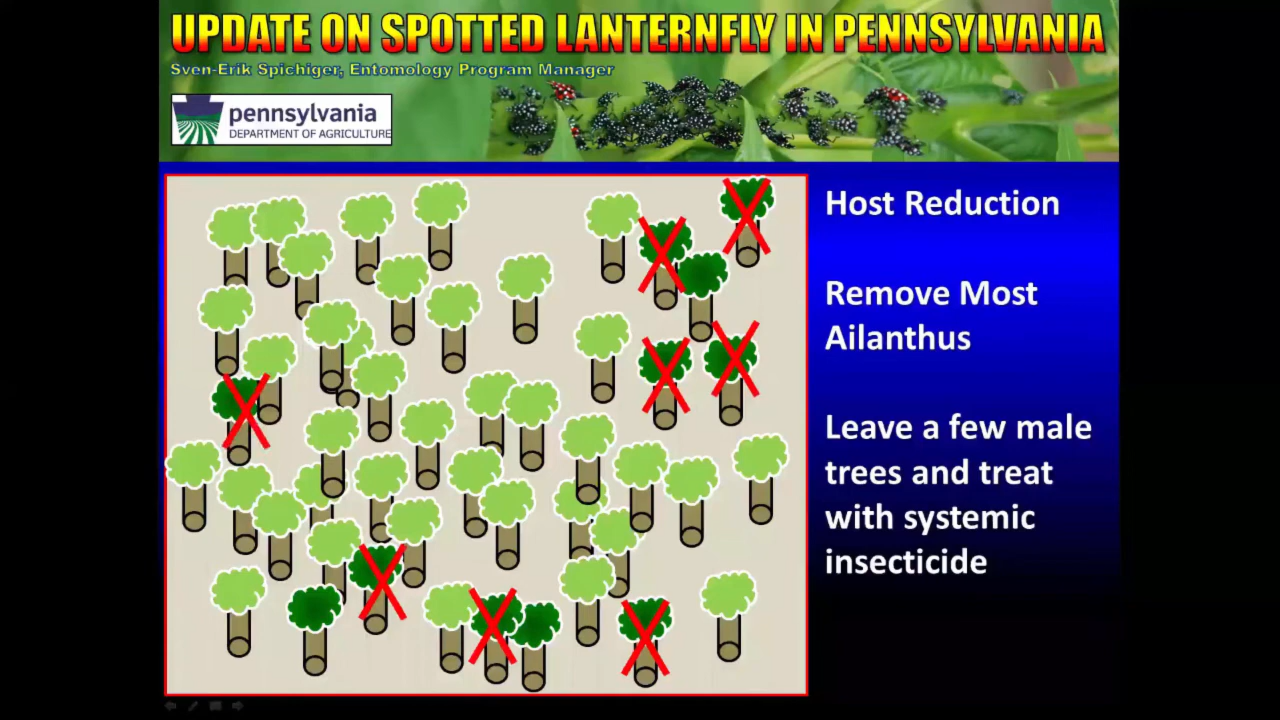 UPDATE ON SPOTTED LANTERNFLY IN PENNSYLVANIA
Sven-Erik Spichiger, Entomology Program Manager
pennsylvania
DEPARTMENT OF AGRICULTURE
Host Reduction
Remove Most
Ailanthus
Leave a few male
trees and treat
with systemic
insecticide